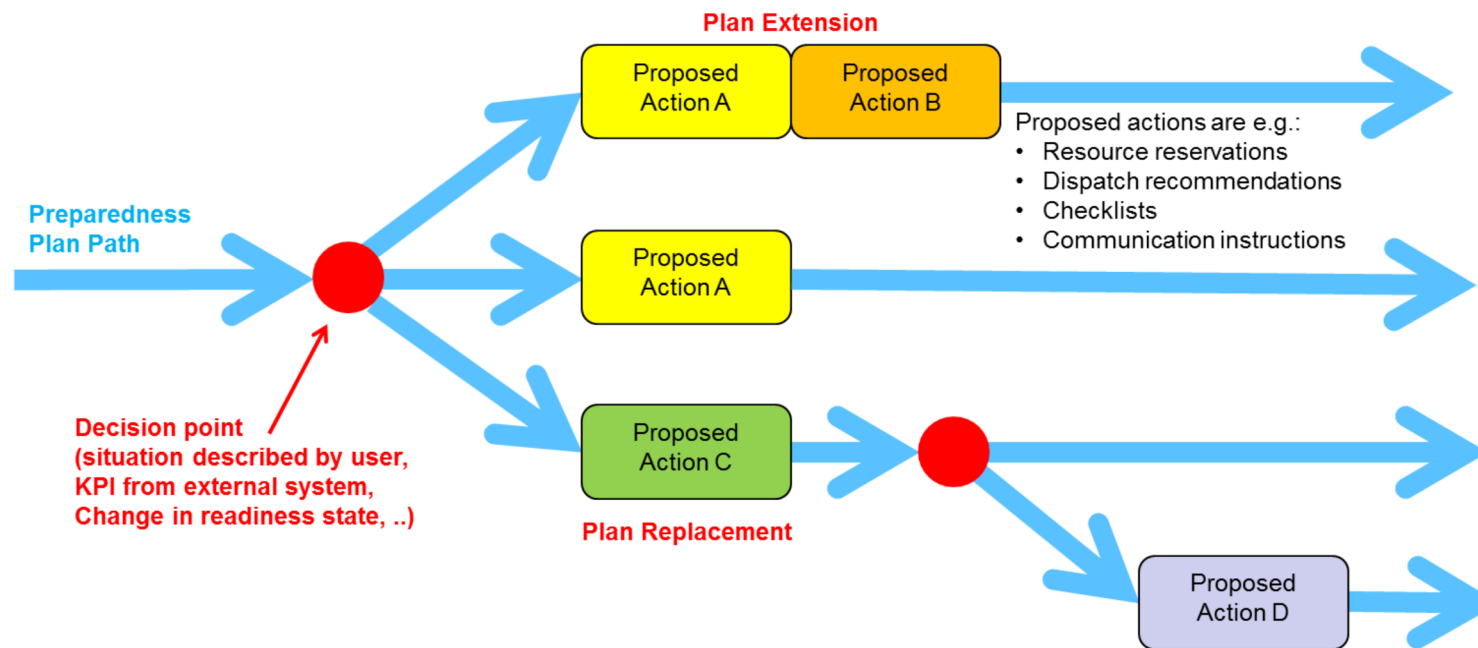 Plan Extension
Proposed
Action A
Proposed
Action B
Proposed actions are e.g.:
• Resource reservations
• Dispatch recommendations
• Checklists
• Communication instructions
Preparedness
Plan Path
Proposed
Action A
Decision point
(situation described by user,
KPI from external system,
Change in readiness state, ..)
Proposed
Action C
Plan Replacement
Proposed
Action D